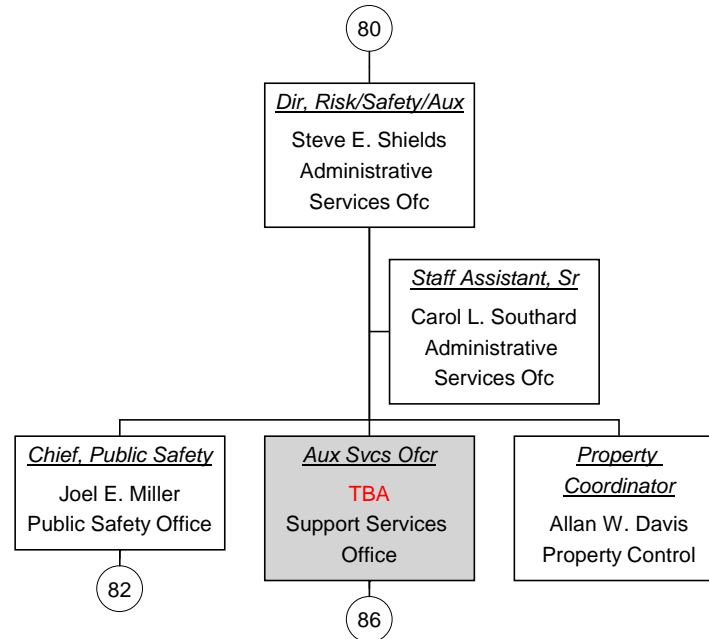 80
Dir, Risk/Safety/Aux
Steve E. Shields
Administrative
Services Ofc
Staff Assistant, Sr
Carol L. Southard
Administrative
Services Ofc
Chief, Public Safety
Joel E. Miller
Public Safety Office
82
Aux Svcs Ofcr
TBA
Support Services
Office
86
Property
Coordinator
Allan W. Davis
Property Control